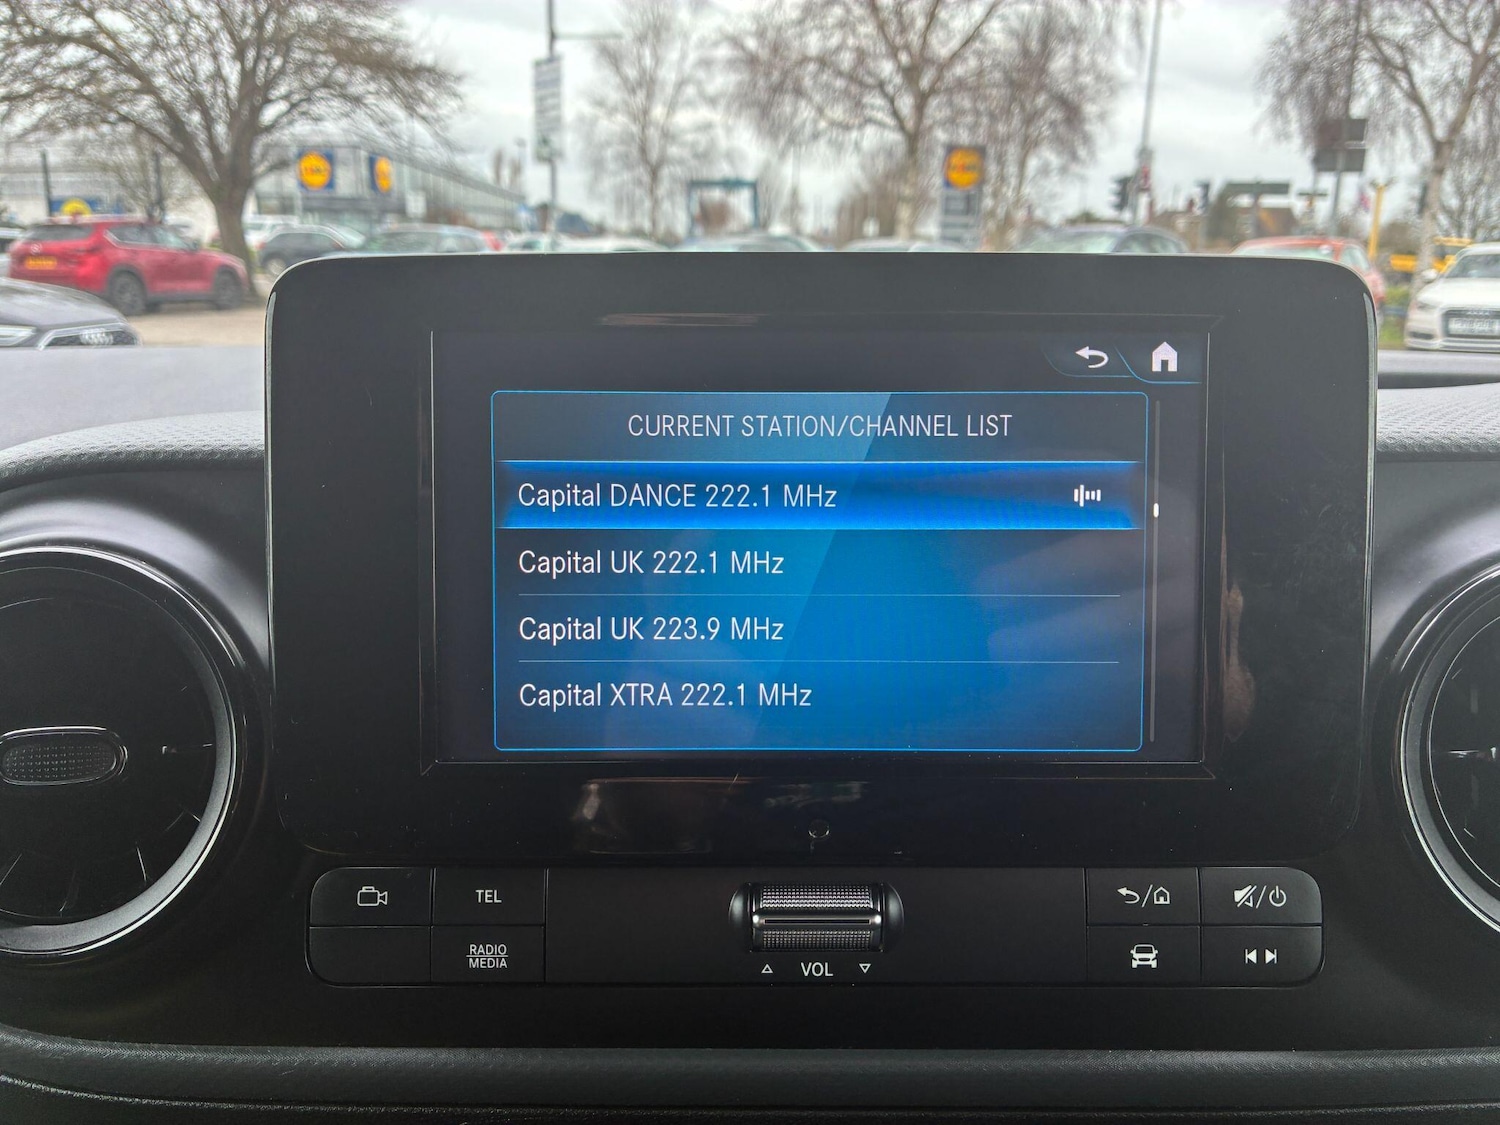 CURRENT STATION/CHANNEL LIST
Capital DANCE 222.1 MHz
Capital UK 222.1 MHz
Capital UK 223.9 MHz
Capital XTRA 222.1 MHz
TEL
RADIO
MEDIA
VOL